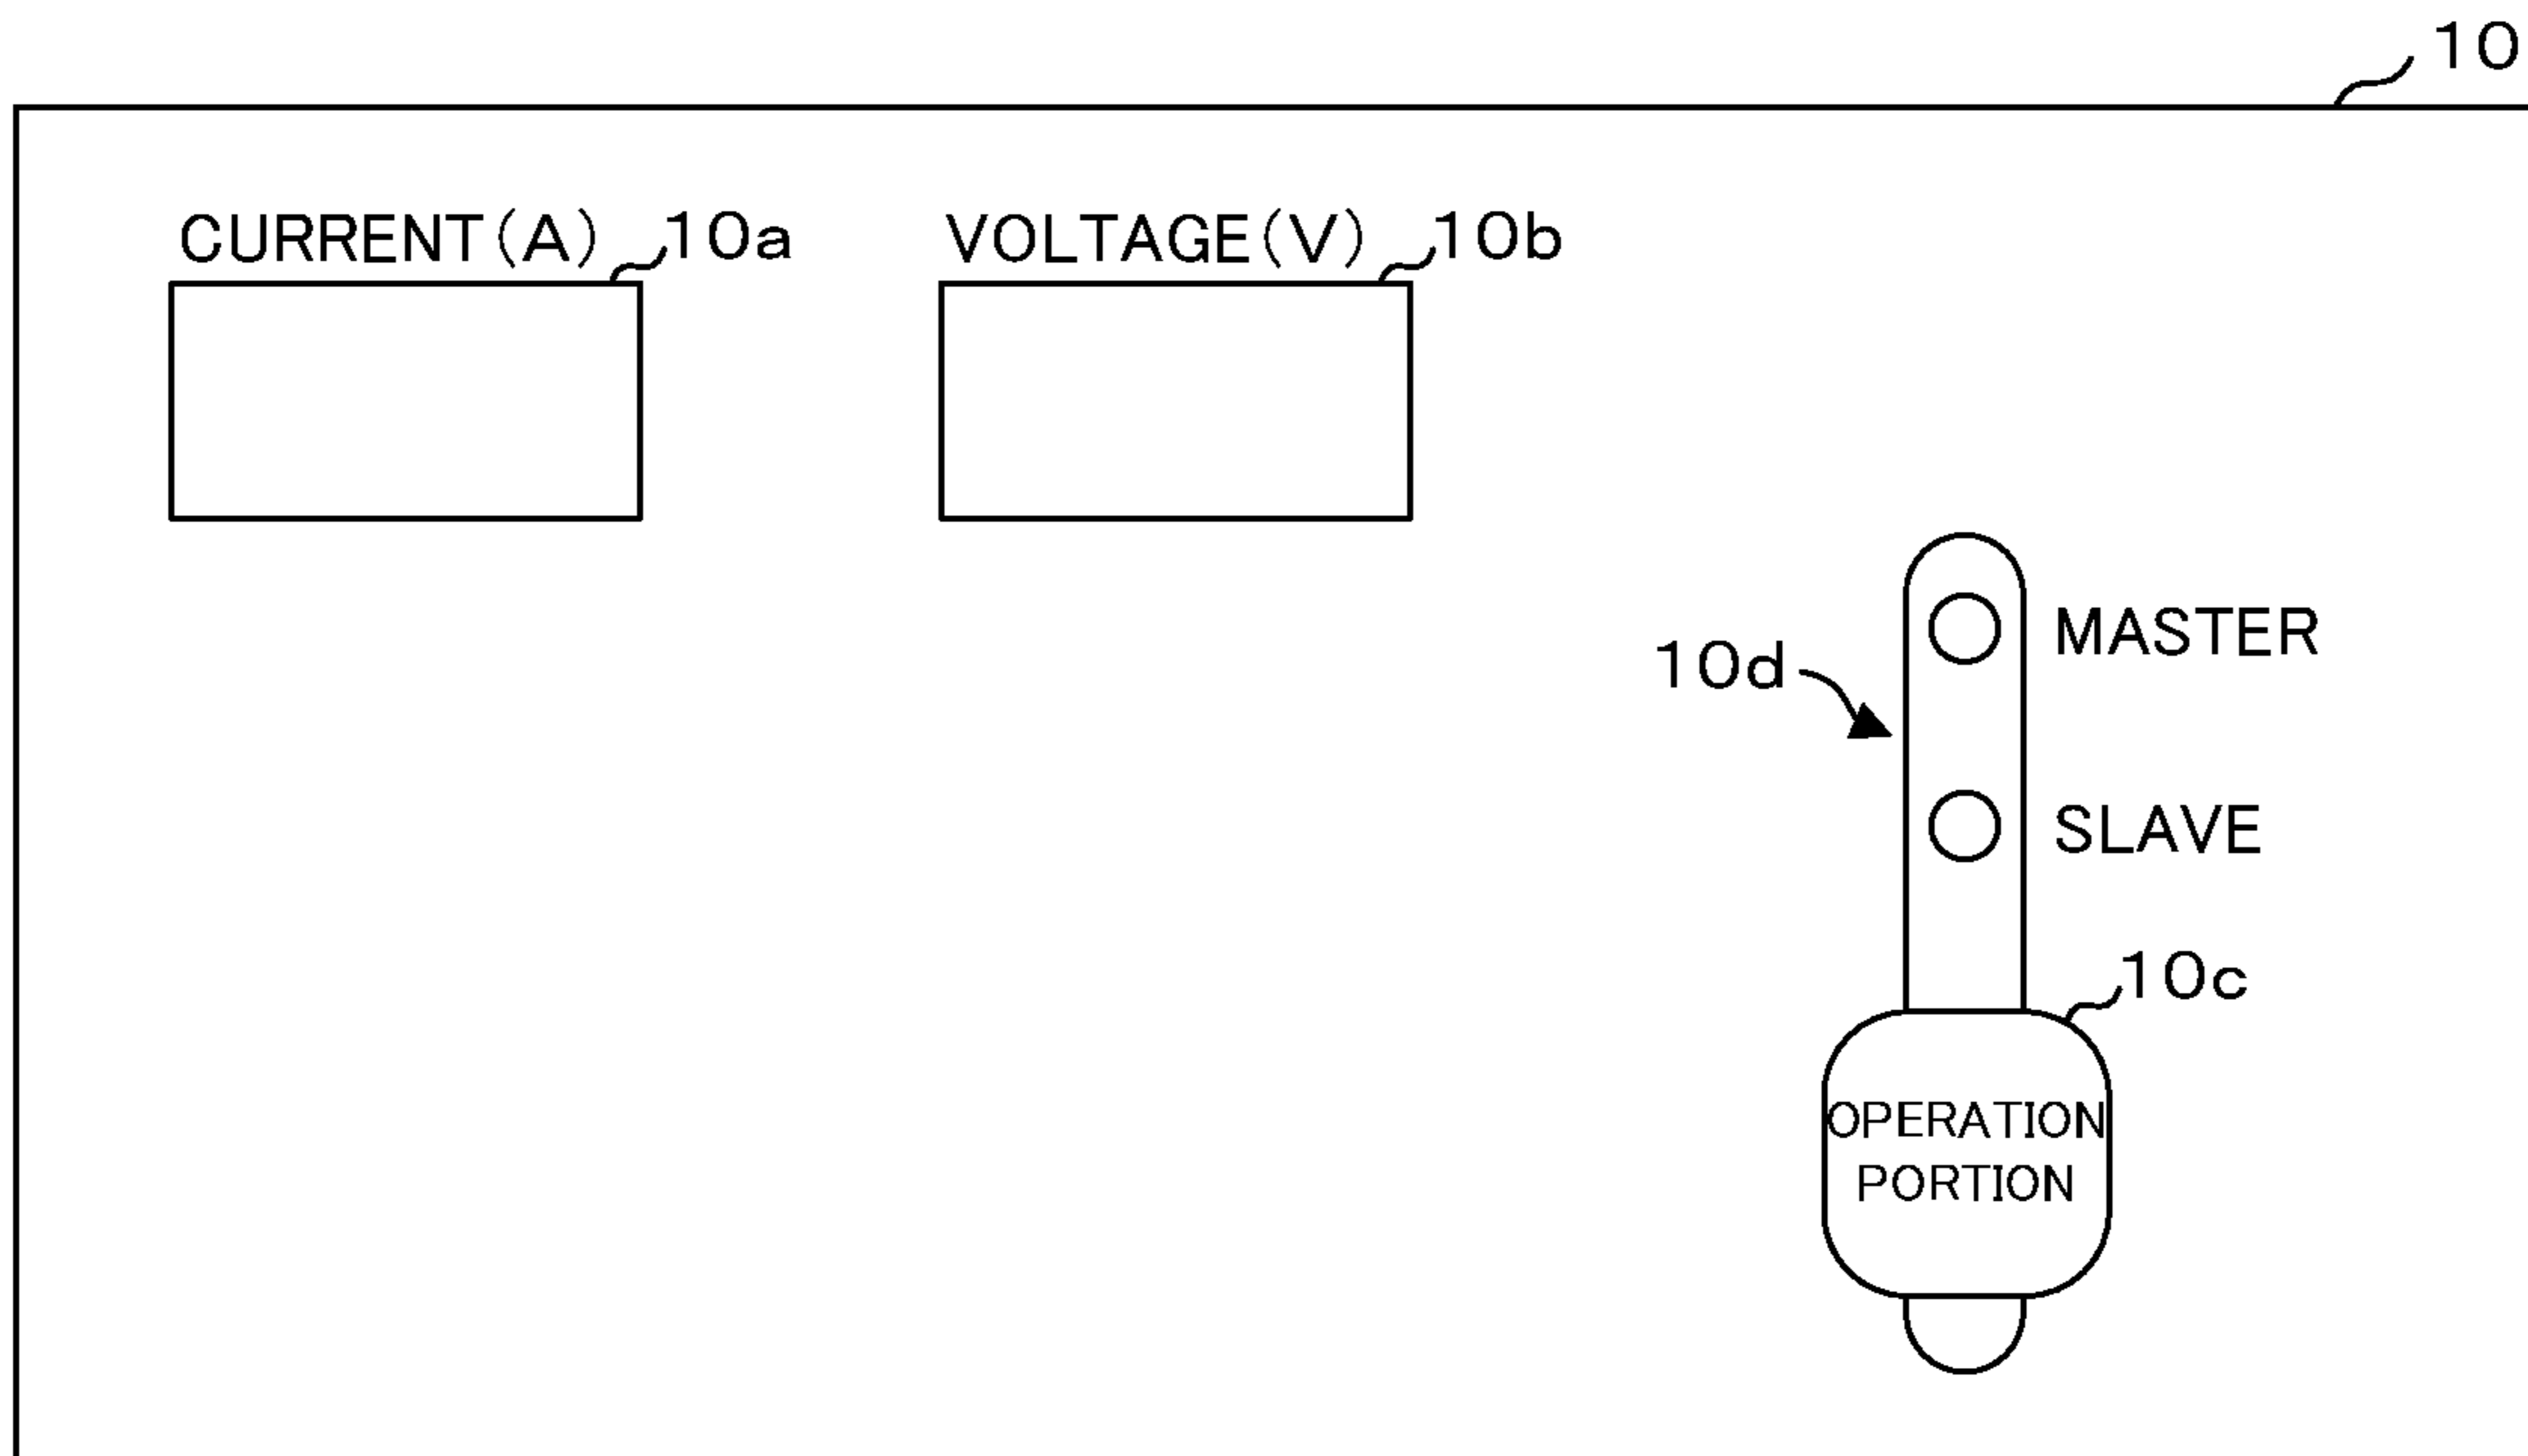 10
CURRENT(A) 10a
VOLTAGE(V) 10b
MASTER
10d
SLAVE
10c
OPERATION
PORTION